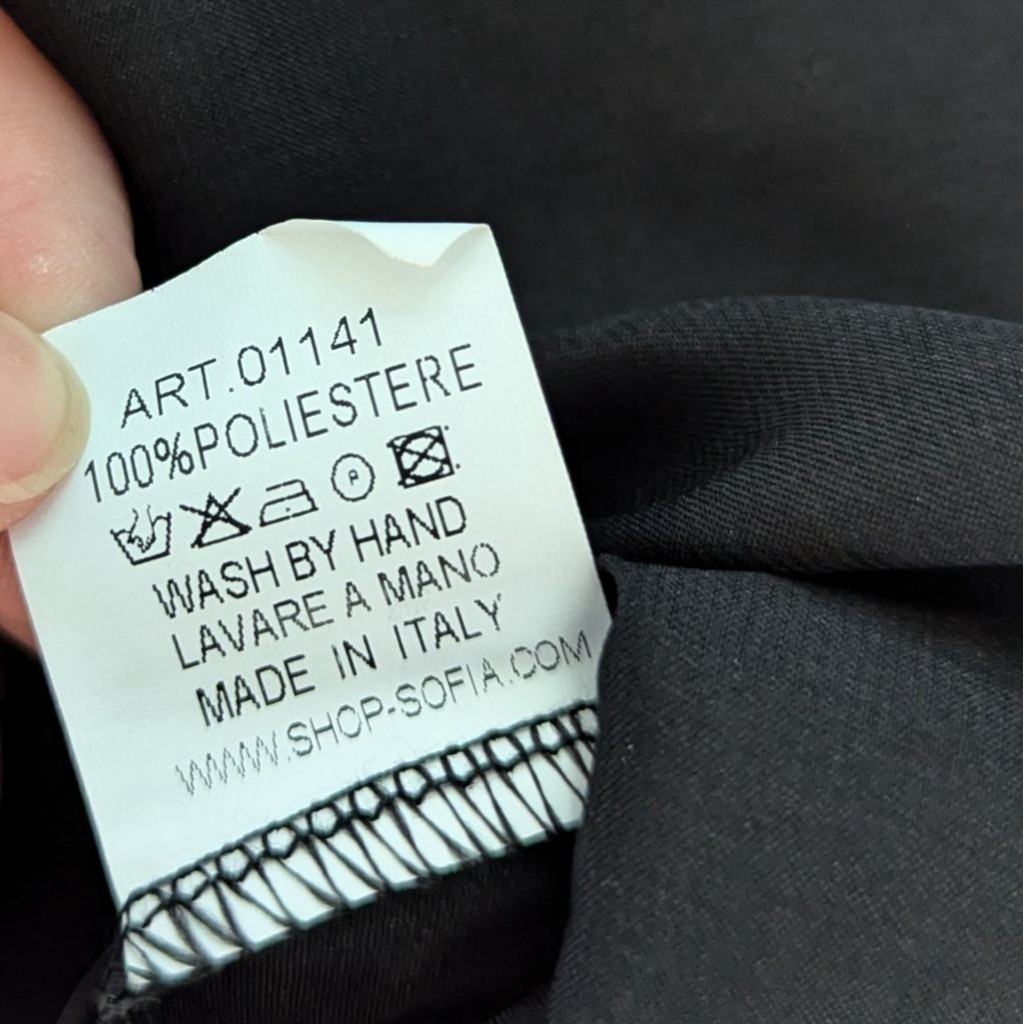 ART.01141
100%POLIESTERE
P
WASH BY HAND
LAVARE A MANO
MADE IN ITALY
WWW.SHOP-SOFIA.COM